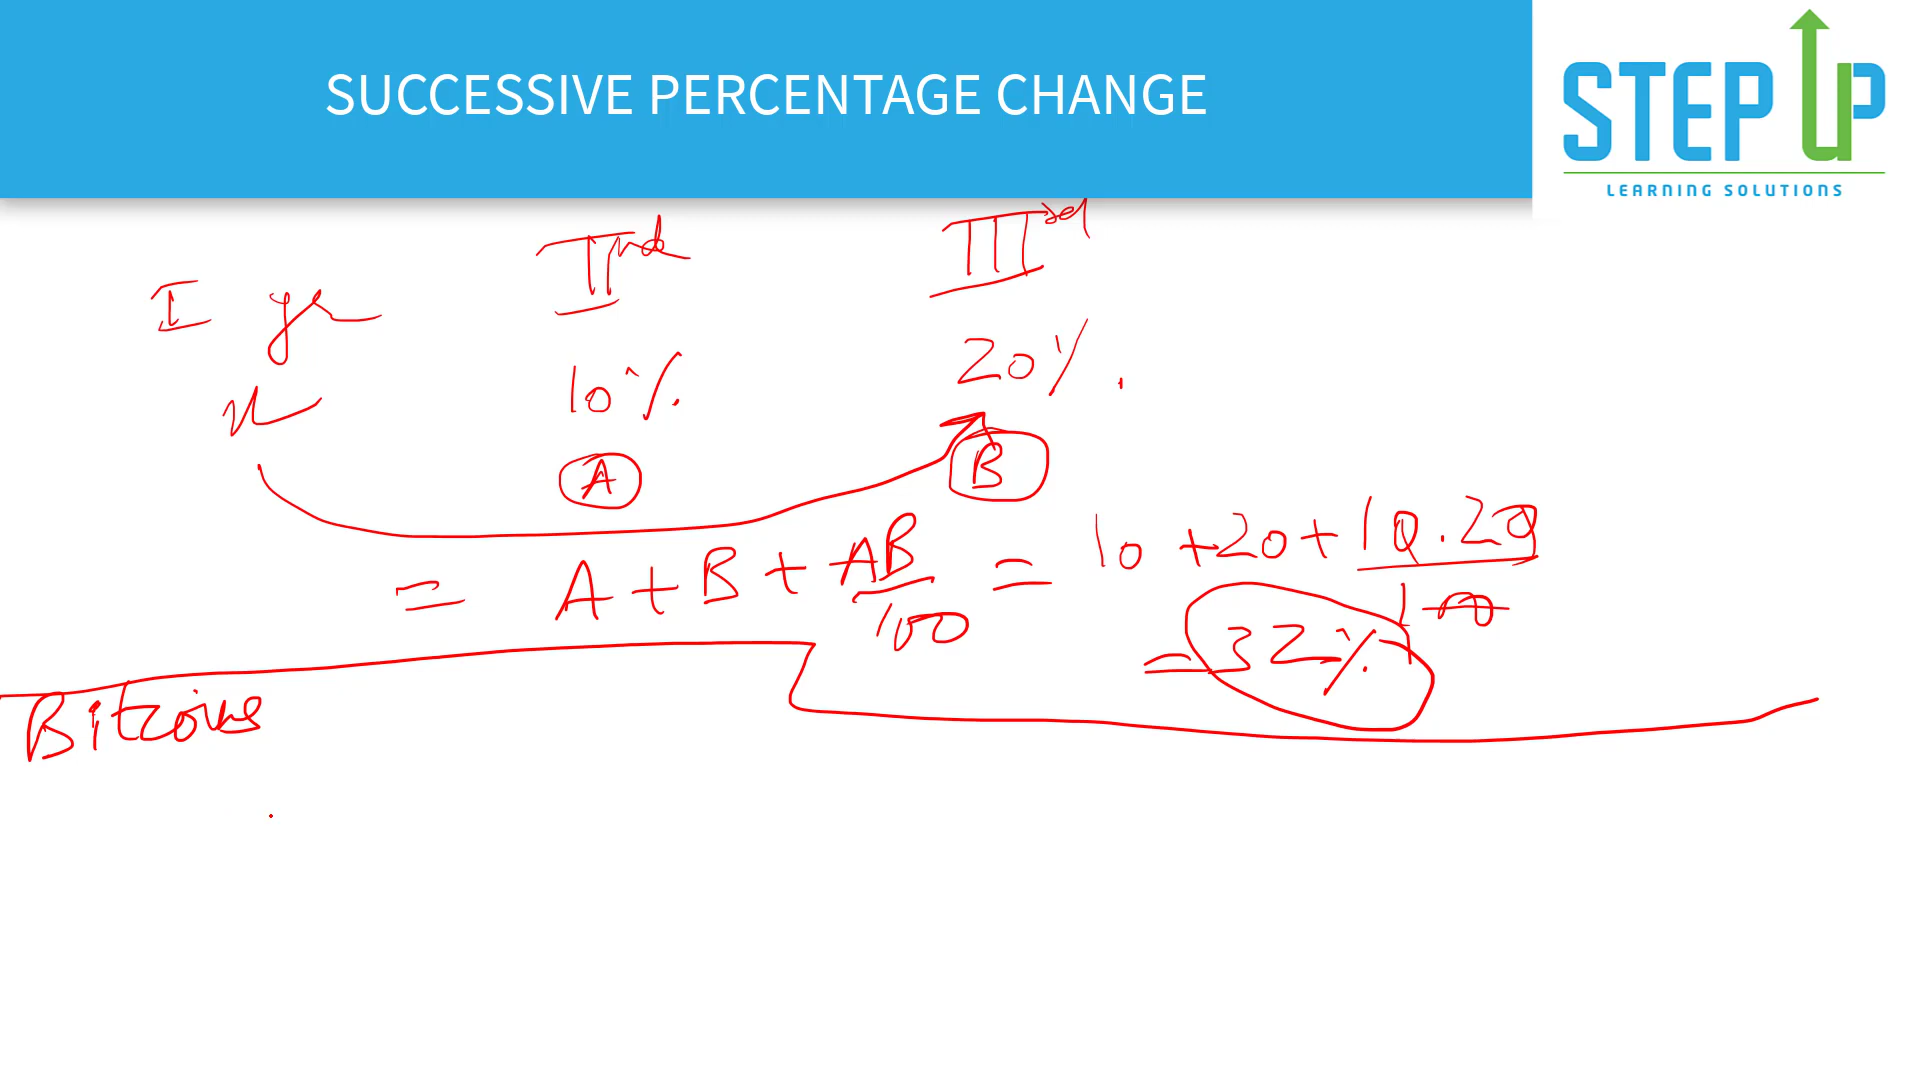 SUCCESSIVE PERCENTAGE CHANGE
STEP UP
LEARNING SOLUTIONS
I yr IInd IIIrd
x 10% 20%.
A B
= A + B + AB/100 = 10 + 20 + 10.20/100
= 32%
Bitcoins